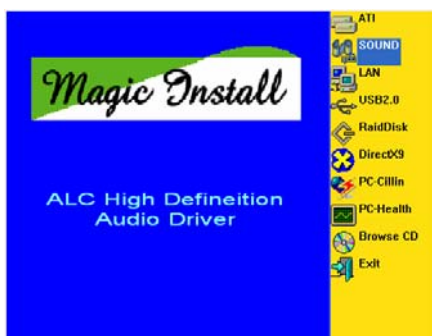 Magic Install
ALC High Defineition
Audio Driver
ATI
SOUND
LAN
USB2.0
RaidDisk
DirectX9
PC-Cillin
PC-Health
Browse CD
Exit